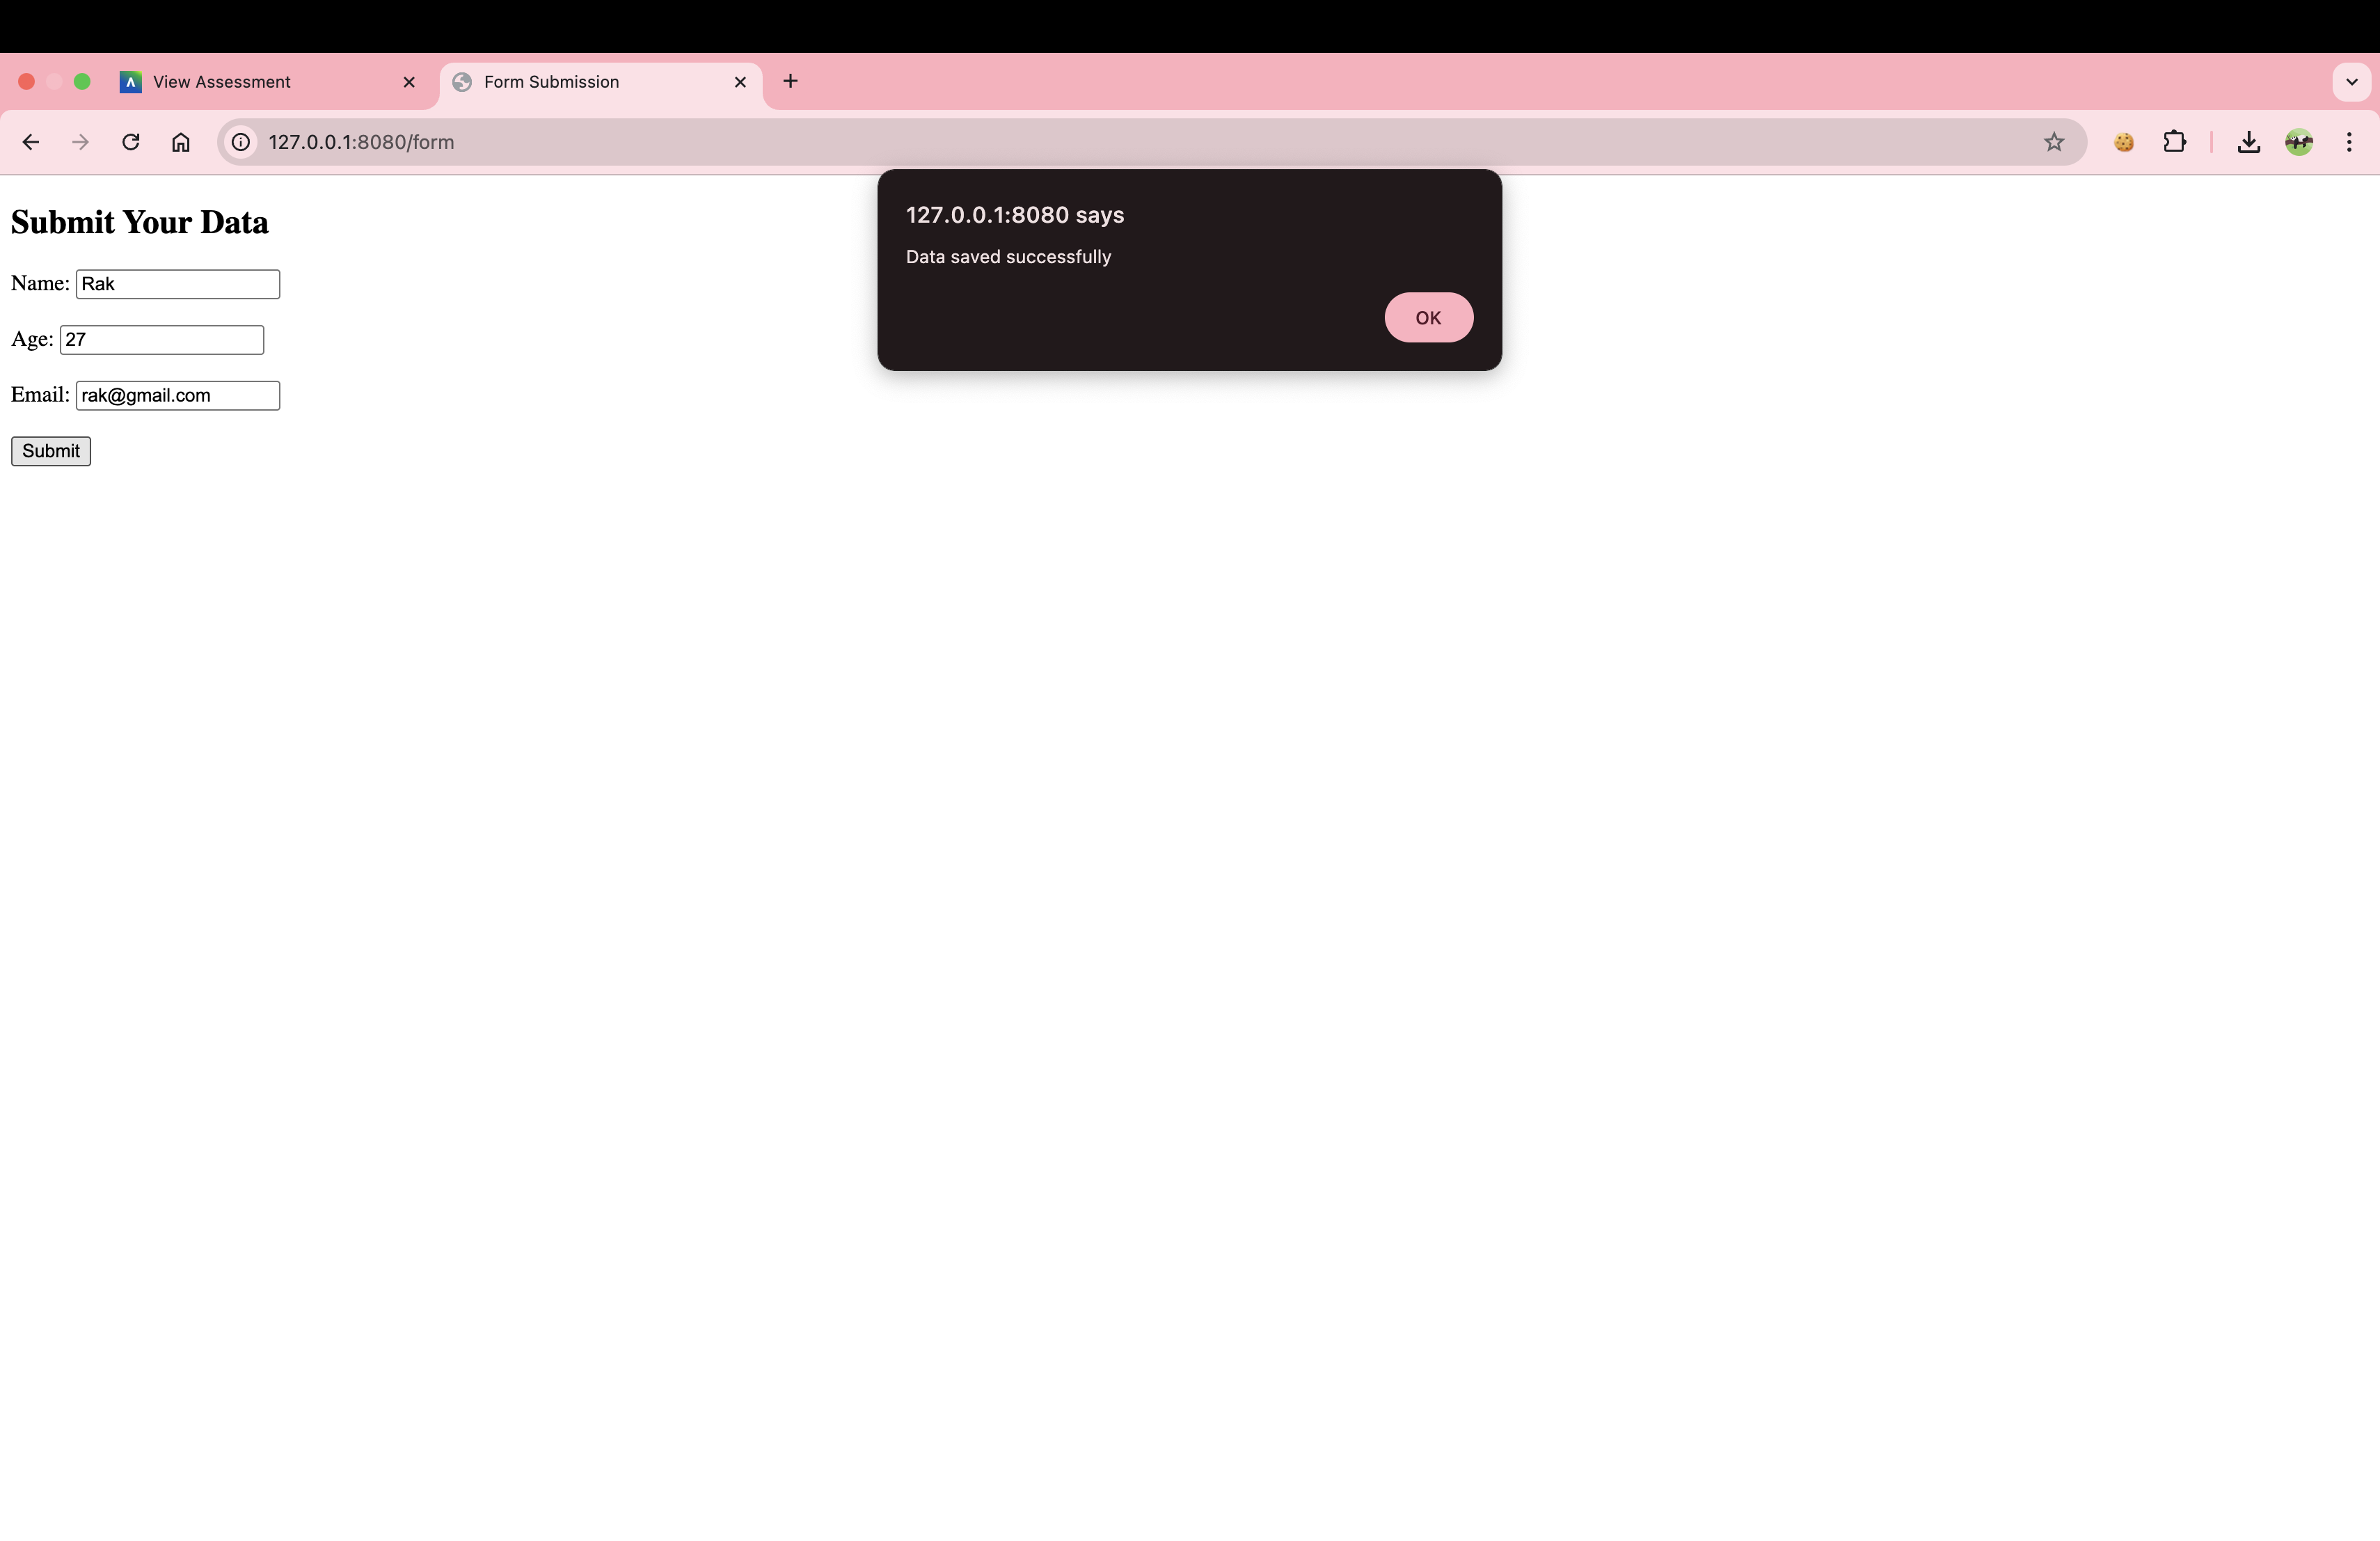 View Assessment
Form Submission
127.0.0.1:8080/form
127.0.0.1:8080 says
Data saved successfully
OK
Submit Your Data
Name: Rak
Age: 27
Email: rak@gmail.com
Submit